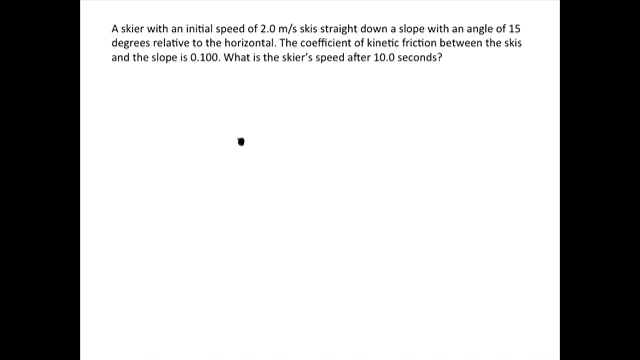 A skier with an initial speed of 2.0 m/s skis straight down a slope with an angle of 15
degrees relative to the horizontal. The coefficient of kinetic friction between the skis
and the slope is 0.100. What is the skier's speed after 10.0 seconds?